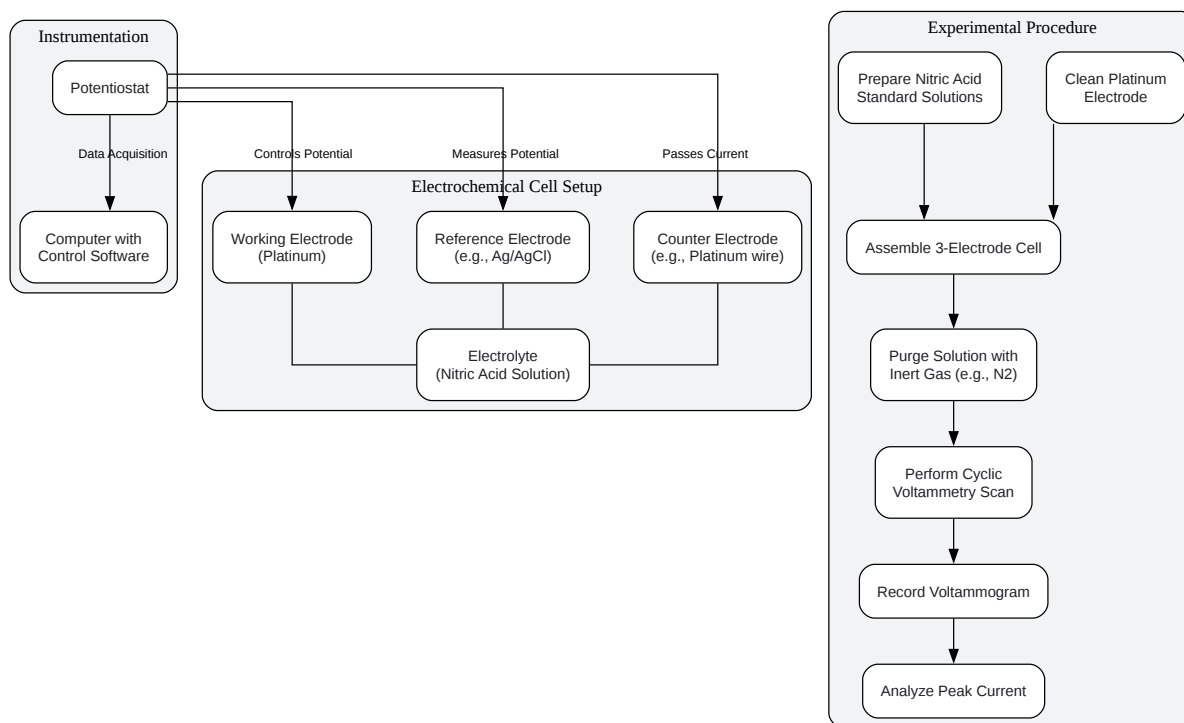 Instrumentation
Potentiostat
Data Acquisition
Computer with
Control Software
Controls Potential
Measures Potential
Passes Current
Electrochemical Cell Setup
Working Electrode
(Platinum)
Reference Electrode
(e.g., Ag/AgCl)
Counter Electrode
(e.g., Platinum wire)
Electrolyte
(Nitric Acid Solution)
Experimental Procedure
Prepare Nitric Acid
Standard Solutions
Clean Platinum
Electrode
Assemble 3-Electrode Cell
Purge Solution with
Inert Gas (e.g., N2)
Perform Cyclic
Voltammetry Scan
Record Voltammogram
Analyze Peak Current